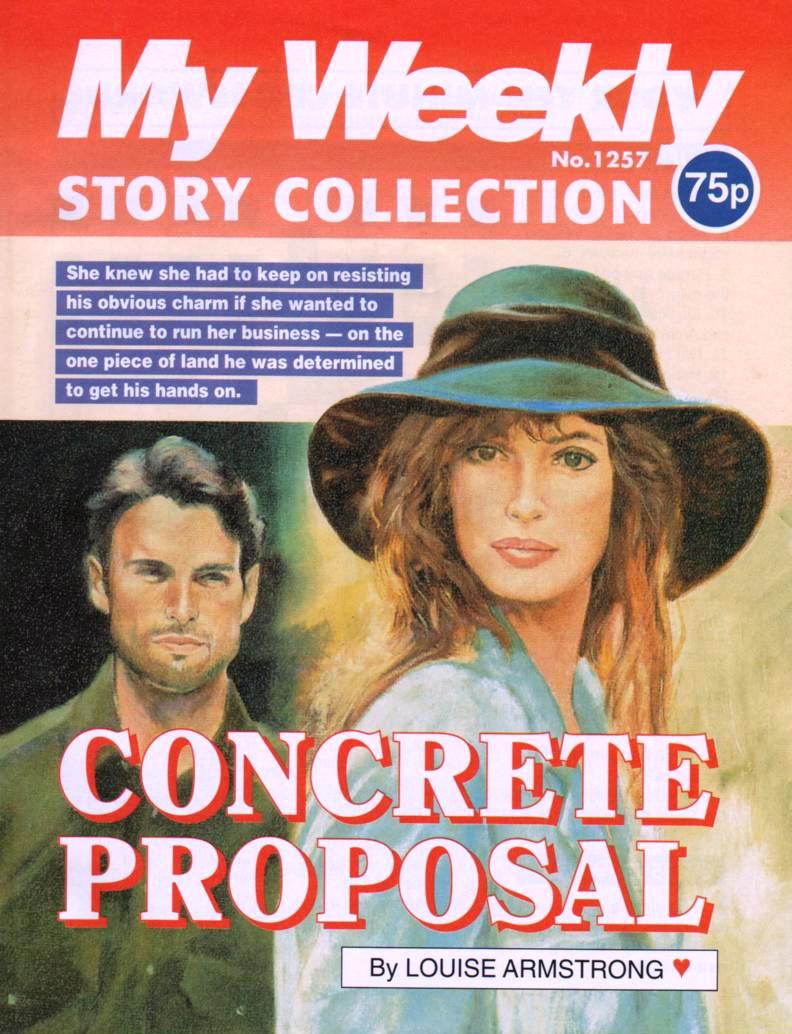 My Weekly
No.1257
STORY COLLECTION
75p
She knew she had to keep on resisting
his obvious charm if she wanted to
continue to run her business — on the
one piece of land he was determined
to get his hands on.
CONCRETE
PROPOSAL
By LOUISE ARMSTRONG